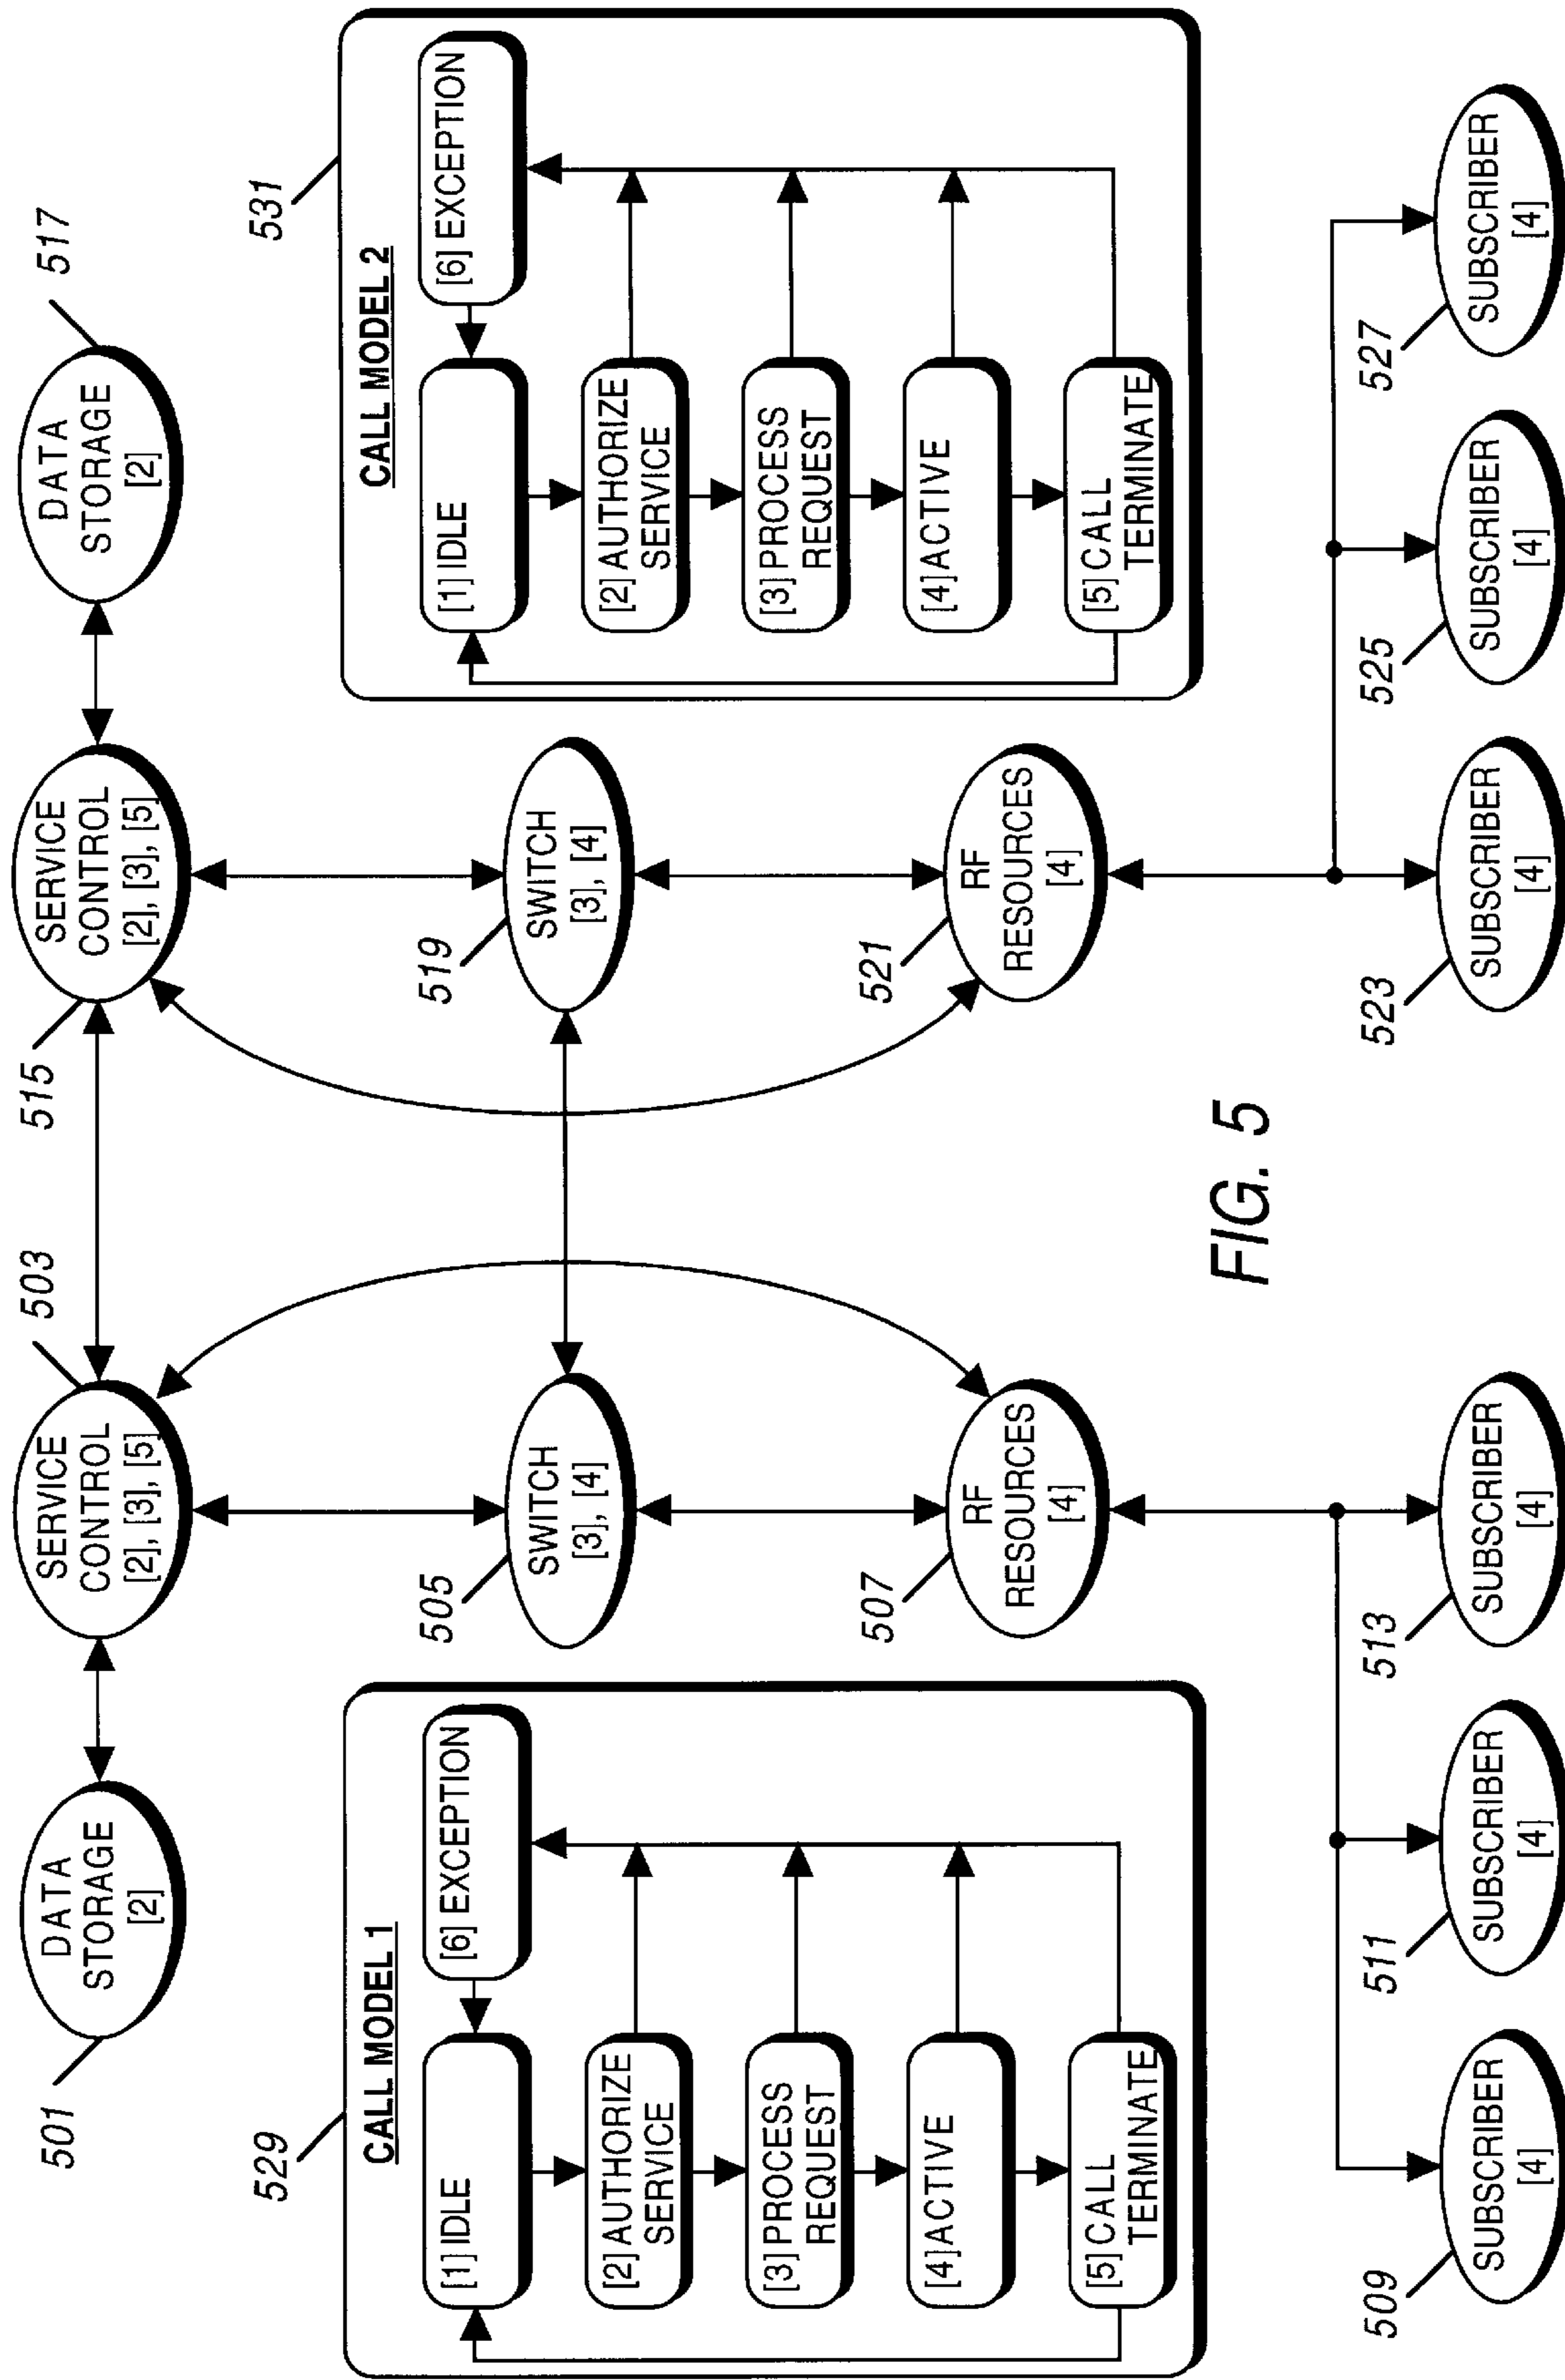 501
DATA
STORAGE
[2]
SERVICE
CONTROL
[2], [3], [5]
503
515
SERVICE
CONTROL
[2], [3], [5]
DATA
STORAGE
[2]
517
529
CALL MODEL 1
[1] IDLE
[6] EXCEPTION
[2] AUTHORIZE
SERVICE
[3] PROCESS
REQUEST
[4] ACTIVE
[5] CALL
TERMINATE
505
SWITCH
[3], [4]
507
RF
RESOURCES
[4]
519
SWITCH
[3], [4]
521
RF
RESOURCES
[4]
531
CALL MODEL 2
[1] IDLE
[6] EXCEPTION
[2] AUTHORIZE
SERVICE
[3] PROCESS
REQUEST
[4] ACTIVE
[5] CALL
TERMINATE
509
SUBSCRIBER
[4]
511
SUBSCRIBER
[4]
513
SUBSCRIBER
[4]
523
SUBSCRIBER
[4]
525
SUBSCRIBER
[4]
527
SUBSCRIBER
[4]
FIG. 5